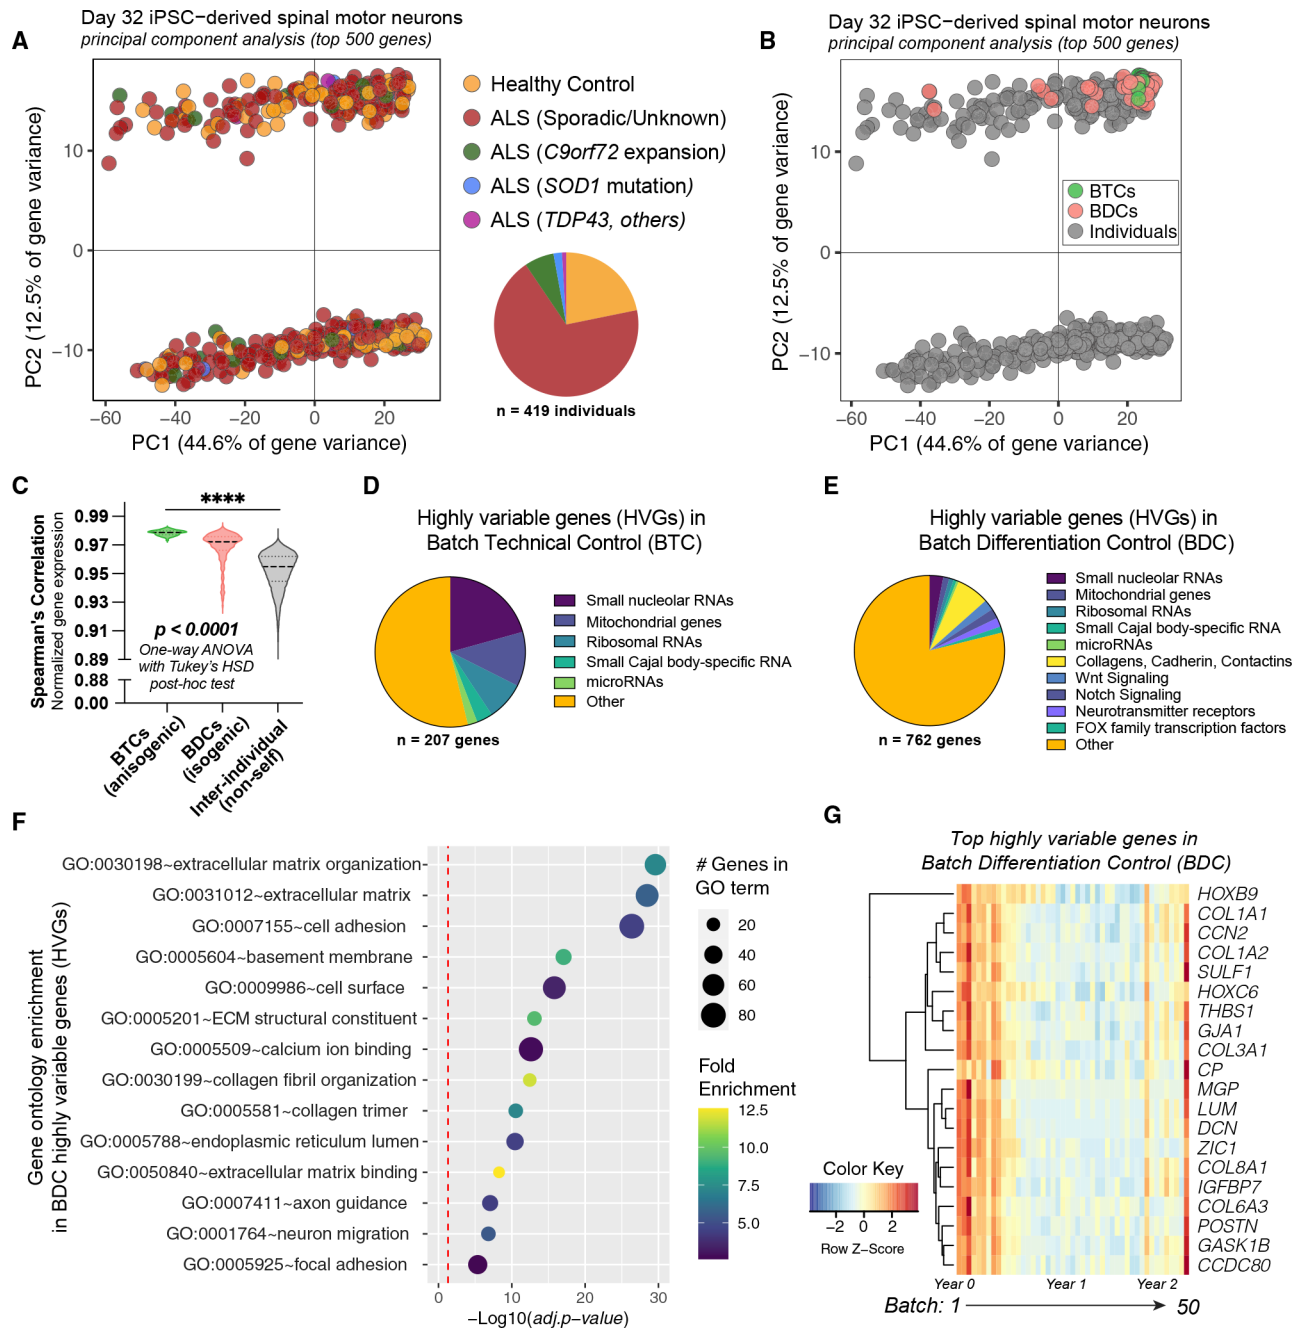 A
Day 32 iPSC−derived spinal motor neurons
principal component analysis (top 500 genes)
PC2 (12.5% of gene variance)
10
0
−10
−60
−40
−20
0
20
PC1 (44.6% of gene variance)
Healthy Control
ALS (Sporadic/Unknown)
ALS (C9orf72 expansion)
ALS (SOD1 mutation)
ALS (TDP43, others)
n = 419 individuals
B
Day 32 iPSC−derived spinal motor neurons
principal component analysis (top 500 genes)
PC2 (12.5% of gene variance)
10
0
−10
−60
−40
−20
0
20
PC1 (44.6% of gene variance)
BTCs
BDCs
Individuals
C
Spearman's Correlation
Normalized gene expression
0.99
0.97
0.95
0.93
0.91
0.89
0.88
0.00
****
p < 0.0001
One-way ANOVA
with Tukey's HSD
post-hoc test
BTCs
(anisogenic)
BDCs
(isogenic)
Inter-individual
(non-self)
D
Highly variable genes (HVGs) in
Batch Technical Control (BTC)
Small nucleolar RNAs
Mitochondrial genes
Ribosomal RNAs
Small Cajal body-specific RNA
microRNAs
Other
n = 207 genes
E
Highly variable genes (HVGs) in
Batch Differentiation Control (BDC)
Small nucleolar RNAs
Mitochondrial genes
Ribosomal RNAs
Small Cajal body-specific RNA
microRNAs
Collagens, Cadherin, Contactins
Wnt Signaling
Notch Signaling
Neurotransmitter receptors
FOX family transcription factors
Other
n = 762 genes
F
Gene ontology enrichment
in BDC highly variable genes (HVGs)
GO:0030198~extracellular matrix organization
GO:0031012~extracellular matrix
GO:0007155~cell adhesion
GO:0005604~basement membrane
GO:0009986~cell surface
GO:0005201~ECM structural constituent
GO:0005509~calcium ion binding
GO:0030199~collagen fibril organization
GO:0005581~collagen trimer
GO:0005788~endoplasmic reticulum lumen
GO:0050840~extracellular matrix binding
GO:0007411~axon guidance
GO:0001764~neuron migration
GO:0005925~focal adhesion
0
10
20
30
−Log10(adj.p−value)
# Genes in
GO term
20
40
60
80
Fold
Enrichment
12.5
10.0
7.5
5.0
G
Top highly variable genes in
Batch Differentiation Control (BDC)
HOXB9
COL1A1
CCN2
COL1A2
SULF1
HOXC6
THBS1
GJA1
COL3A1
CP
MGP
LUM
DCN
ZIC1
COL8A1
IGFBP7
COL6A3
POSTN
GASK1B
CCDC80
Color Key
−2
0
2
Row Z−Score
Year 0
Year 1
Year 2
Batch: 1
50